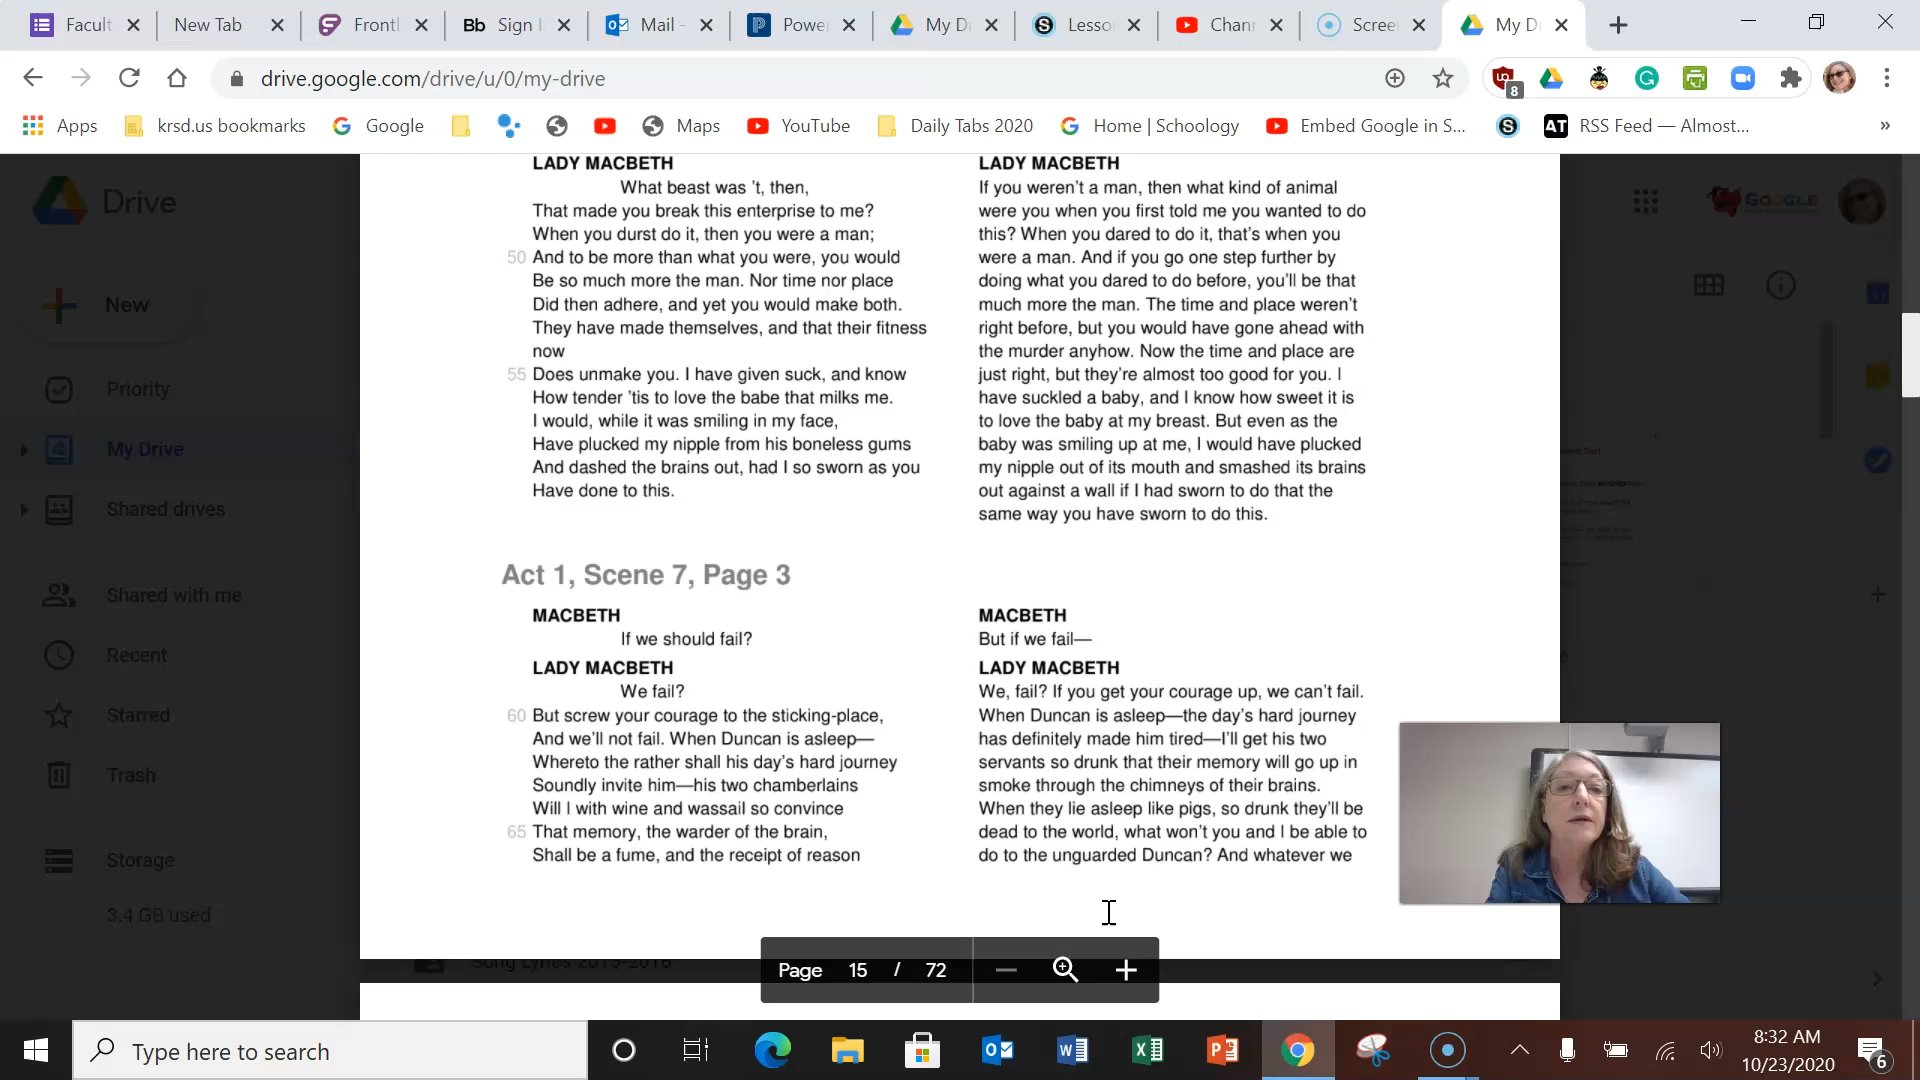 Facult
New Tab
Frontl
Bb Sign I
Mail -
Power
My Di
Lesso
Chann
Scree
My Di
drive.google.com/drive/u/0/my-drive
8
Apps
krsd.us bookmarks
Google
Maps
YouTube
Daily Tabs 2020
Home | Schoology
Embed Google in S...
AT RSS Feed — Almost...
»
Drive
New
Priority
My Drive
Shared drives
Shared with me
Recent
Starred
Trash
Storage
3.4 GB used
LADY MACBETH
What beast was ’t, then,
That made you break this enterprise to me?
When you durst do it, then you were a man;
50 And to be more than what you were, you would
Be so much more the man. Nor time nor place
Did then adhere, and yet you would make both.
They have made themselves, and that their fitness
now
55 Does unmake you. I have given suck, and know
How tender ’tis to love the babe that milks me.
I would, while it was smiling in my face,
Have plucked my nipple from his boneless gums
And dashed the brains out, had I so sworn as you
Have done to this.
LADY MACBETH
If you weren’t a man, then what kind of animal
were you when you first told me you wanted to do
this? When you dared to do it, that’s when you
were a man. And if you go one step further by
doing what you dared to do before, you’ll be that
much more the man. The time and place weren’t
right before, but you would have gone ahead with
the murder anyhow. Now the time and place are
just right, but they’re almost too good for you. I
have suckled a baby, and I know how sweet it is
to love the baby at my breast. But even as the
baby was smiling up at me, I would have plucked
my nipple out of its mouth and smashed its brains
out against a wall if I had sworn to do that the
same way you have sworn to do this.
Act 1, Scene 7, Page 3
MACBETH
If we should fail?
LADY MACBETH
We fail?
60 But screw your courage to the sticking-place,
And we’ll not fail. When Duncan is asleep—
Whereto the rather shall his day’s hard journey
Soundly invite him—his two chamberlains
Will I with wine and wassail so convince
65 That memory, the warder of the brain,
Shall be a fume, and the receipt of reason
MACBETH
But if we fail—
LADY MACBETH
We, fail? If you get your courage up, we can’t fail.
When Duncan is asleep—the day’s hard journey
has definitely made him tired—I’ll get his two
servants so drunk that their memory will go up in
smoke through the chimneys of their brains.
When they lie asleep like pigs, so drunk they’ll be
dead to the world, what won’t you and I be able to
do to the unguarded Duncan? And whatever we
GOOGLE
Song Lyrics 2015-2016
Page 15 / 72
Type here to search
8:32 AM
10/23/2020
6